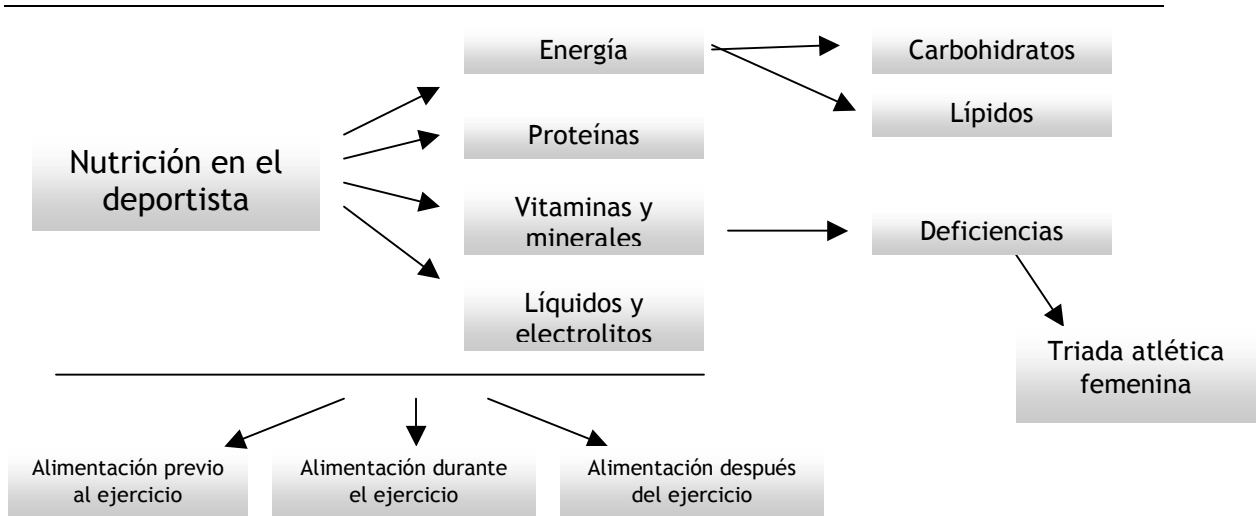 Energía
Carbohidratos
Lípidos
Proteínas
Nutrición en el
deportista
Vitaminas y
minerales
Deficiencias
Líquidos y
electrolitos
Triada atlética
femenina
Alimentación previo
al ejercicio
Alimentación durante
el ejercicio
Alimentación después
del ejercicio